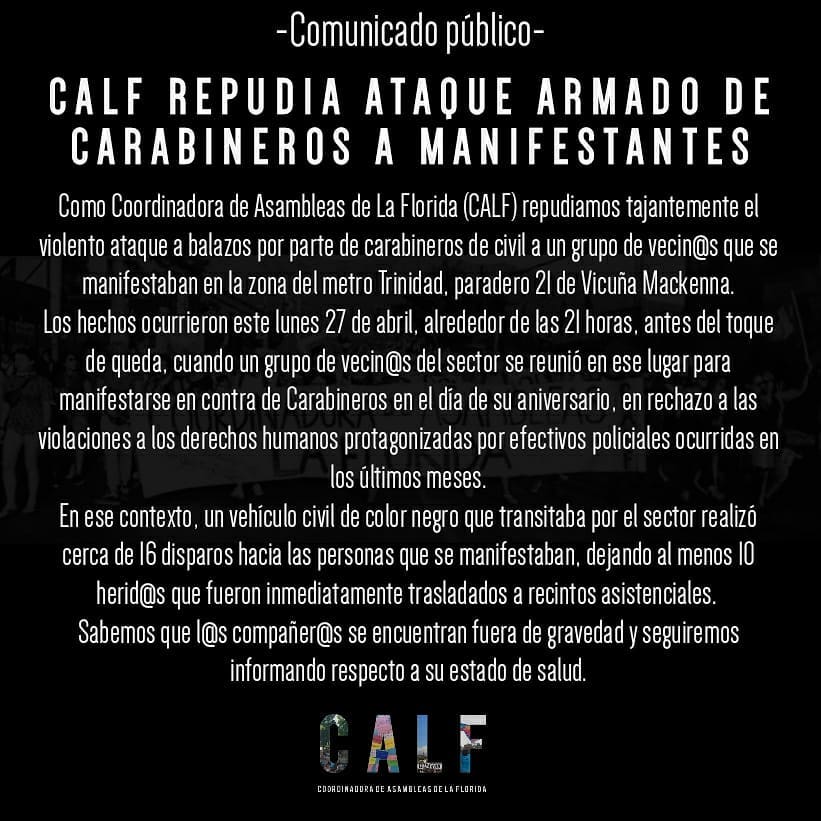 -Comunicado público-
CALF REPUDIA ATAQUE ARMADO DE
CARABINEROS A MANIFESTANTES
Como Coordinadora de Asambleas de La Florida (CALF) repudiamos tajantemente el
violento ataque a balazos por parte de carabineros de civil a un grupo de vecin@s que se
manifestaban en la zona del metro Trinidad, paradero 21 de Vicuña Mackenna.
Los hechos ocurrieron este lunes 27 de abril, alrededor de las 21 horas, antes del toque
de queda, cuando un grupo de vecin@s del sector se reunió en ese lugar para
manifestarse en contra de Carabineros en el día de su aniversario, en rechazo a las
violaciones a los derechos humanos protagonizadas por efectivos policiales ocurridas en
los últimos meses.
En ese contexto, un vehículo civil de color negro que transitaba por el sector realizó
cerca de 16 disparos hacia las personas que se manifestaban, dejando al menos 10
herid@s que fueron inmediatamente trasladados a recintos asistenciales.
Sabemos que l@s compañer@s se encuentran fuera de gravedad y seguiremos
informando respecto a su estado de salud.
CALF
COORDINADORA DE ASAMBLEAS DE LA FLORIDA